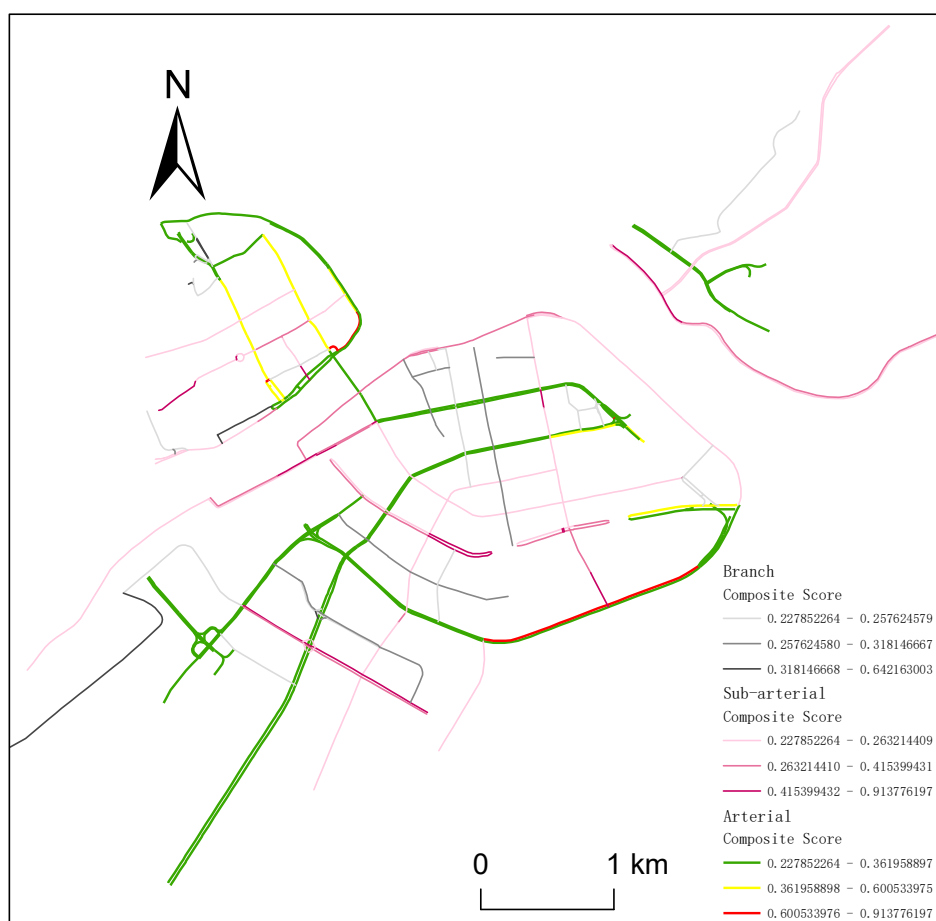 N
Branch
Composite Score
0.227852264 - 0.257624579
0.257624580 - 0.318146667
0.318146668 - 0.642163003
Sub-arterial
Composite Score
0.227852264 - 0.263214409
0.263214410 - 0.415399431
0.415399432 - 0.913776197
Arterial
Composite Score
0.227852264 - 0.361958897
0.361958898 - 0.600533975
0.600533976 - 0.913776197
0 1 km